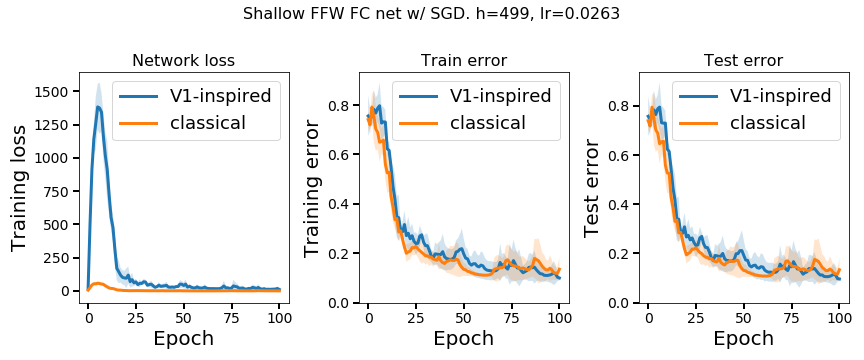 Shallow FFW FC net w/ SGD. h=499, lr=0.0263
Network loss
Training loss
1500
1250
1000
750
500
250
0
V1-inspired
classical
0 25 50 75 100
Epoch
Train error
Training error
0.8
0.6
0.4
0.2
0.0
V1-inspired
classical
0 25 50 75 100
Epoch
Test error
Test error
0.8
0.6
0.4
0.2
0.0
V1-inspired
classical
0 25 50 75 100
Epoch